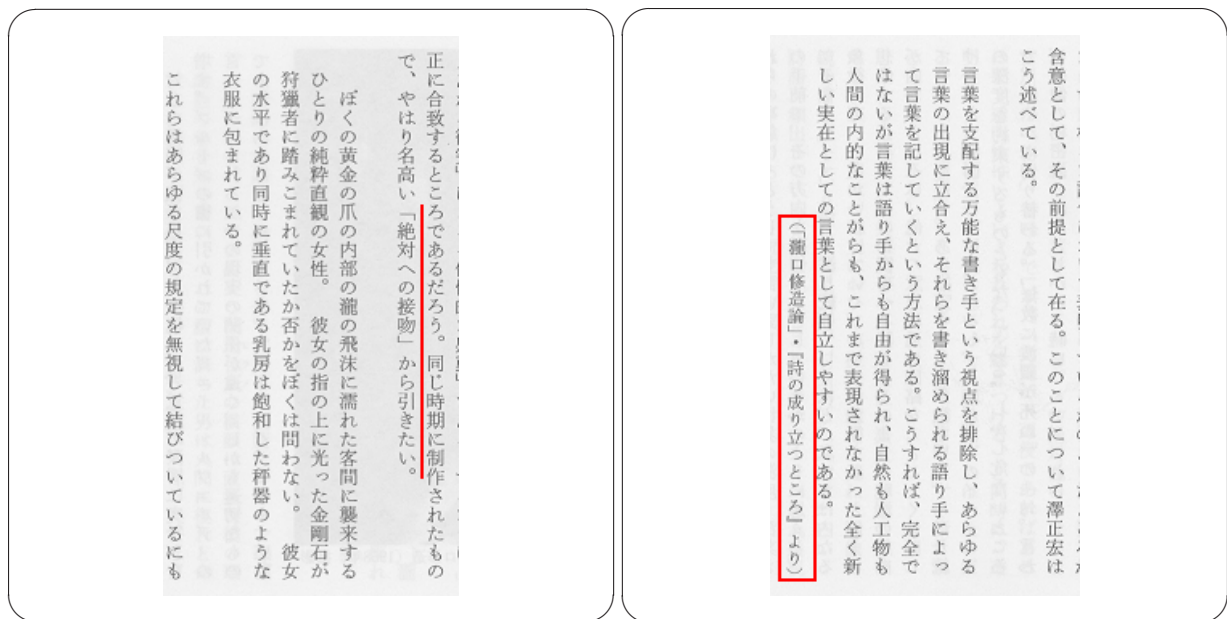 正に合致するところであるだろう。同じ時期に制作されたもの
で、やはり名高い「絶対への接吻」から引きたい。
ぼくの黄金の爪の内部の瀧の飛沫に濡れた客間に襲来する
ひとりの純粋直観の女性。　彼女の指の上に光った金剛石が
狩獵者に踏みこまれていたか否かをぼくは問わない。　彼女
の水平であり同時に垂直である乳房は飽和した秤器のような
衣服に包まれている。
これらはあらゆる尺度の規定を無視して結びついているにも
含意として、その前提として在る。このことについて澤正宏は
こう述べている。
言葉を支配する万能な書き手という視点を排除し、あらゆる
言葉の出現に立合え、それらを書き溜められる語り手によっ
て言葉を記していくという方法である。こうすれば、完全で
はないが言葉は語り手からも自由が得られ、自然も人工物も
人間の内的なことがらも、これまで表現されなかった全く新
しい実在としての言葉として自立しやすいのである。
（「瀧口修造論」・『詩の成り立つところ』より）